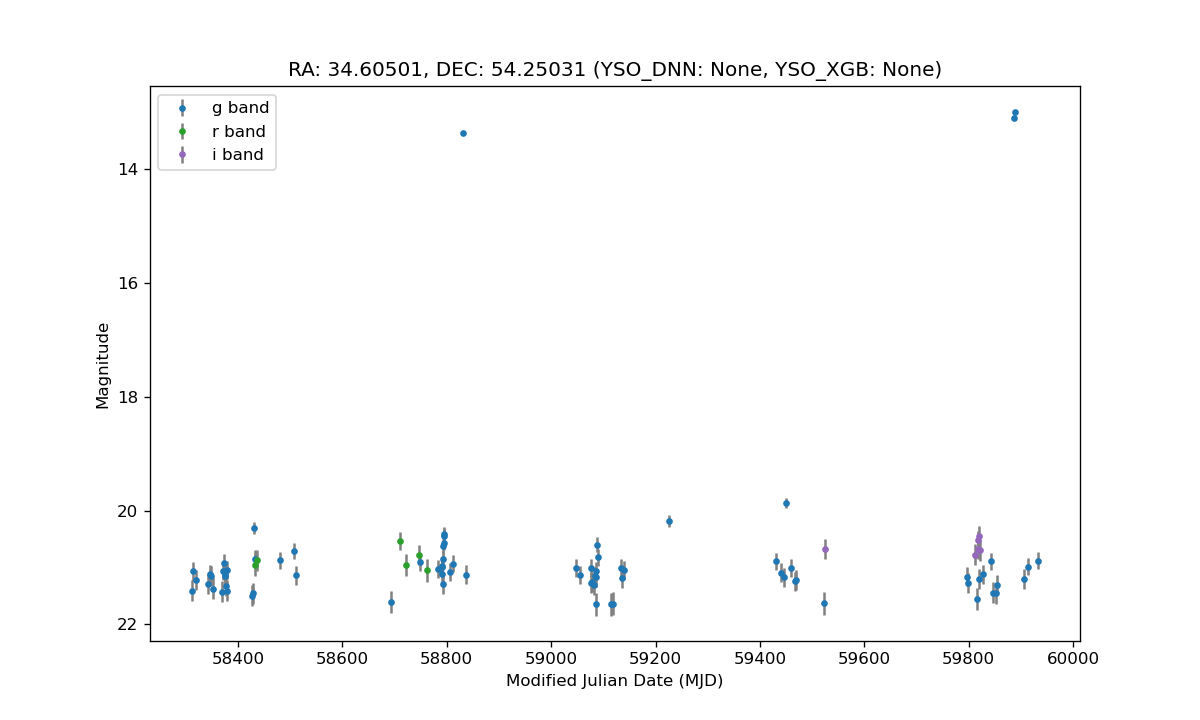 RA: 34.60501, DEC: 54.25031 (YSO_DNN: None, YSO_XGB: None)
g band
r band
i band
14
16
18
20
22
Magnitude
58400 58600 58800 59000 59200 59400 59600 59800 60000
Modified Julian Date (MJD)